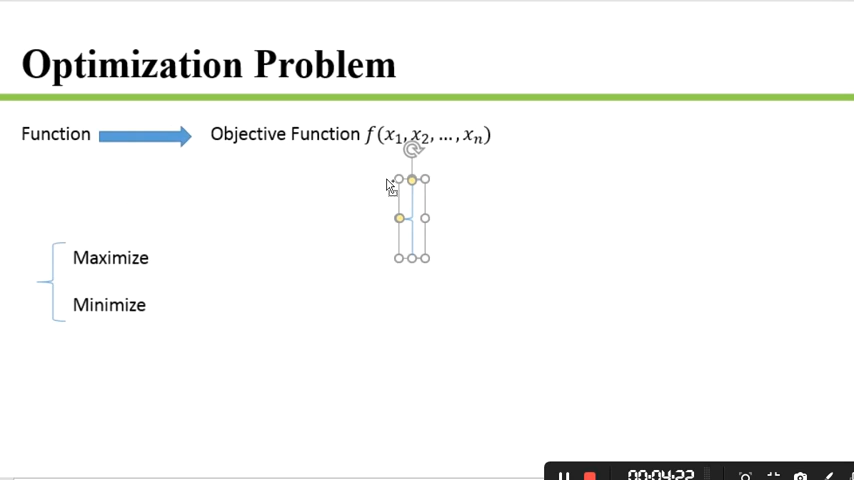 Optimization Problem
Function
Objective Function f(x₁, x₂, ..., xₙ)
Maximize
Minimize
00:04:22